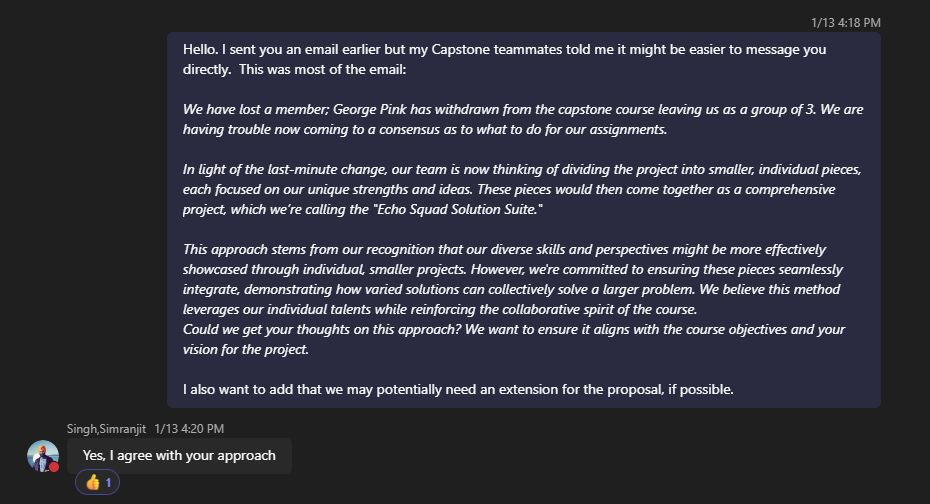 1/13 4:18 PM
Hello. I sent you an email earlier but my Capstone teammates told me it might be easier to message you
directly.  This was most of the email:
We have lost a member; George Pink has withdrawn from the capstone course leaving us as a group of 3. We are
having trouble now coming to a consensus as to what to do for our assignments.
In light of the last-minute change, our team is now thinking of dividing the project into smaller, individual pieces,
each focused on our unique strengths and ideas. These pieces would then come together as a comprehensive
project, which we're calling the "Echo Squad Solution Suite."
This approach stems from our recognition that our diverse skills and perspectives might be more effectively
showcased through individual, smaller projects. However, we're committed to ensuring these pieces seamlessly
integrate, demonstrating how varied solutions can collectively solve a larger problem. We believe this method
leverages our individual talents while reinforcing the collaborative spirit of the course.
Could we get your thoughts on this approach? We want to ensure it aligns with the course objectives and your
vision for the project.
I also want to add that we may potentially need an extension for the proposal, if possible.
Singh,Simranjit 1/13 4:20 PM
Yes, I agree with your approach
👍 1